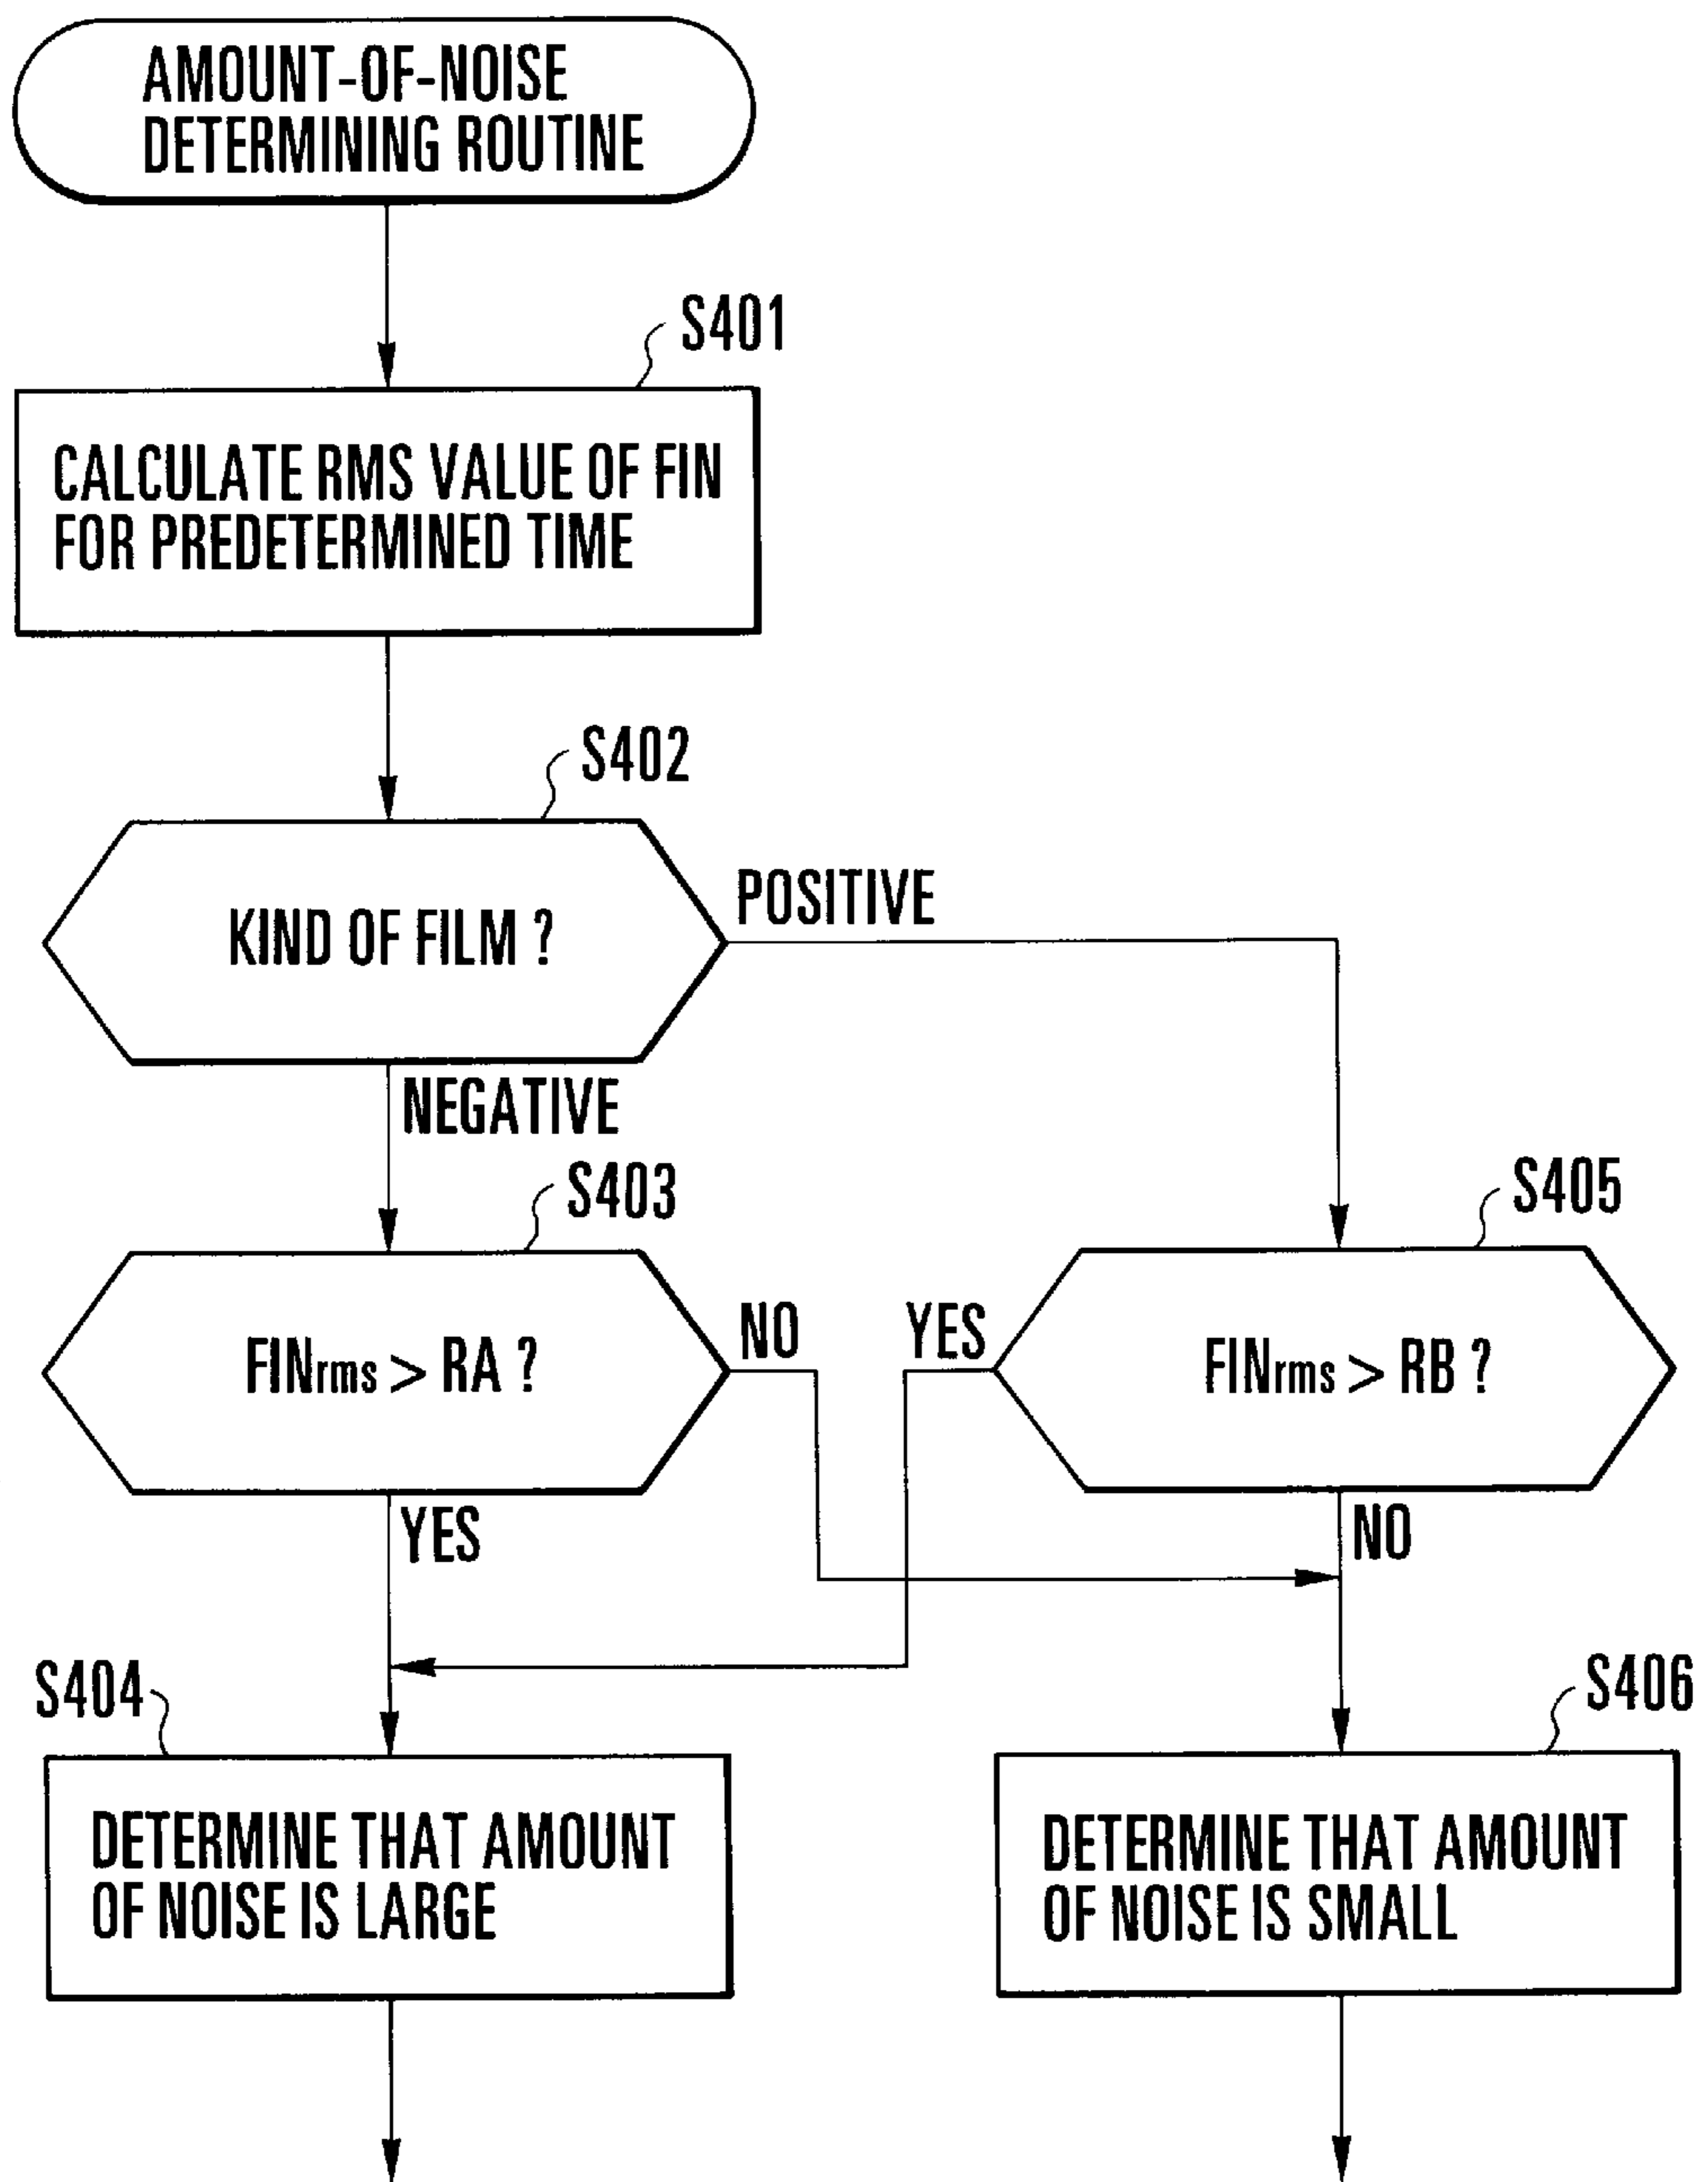 AMOUNT-OF-NOISE
DETERMINING ROUTINE
S401
CALCULATE RMS VALUE OF FIN
FOR PREDETERMINED TIME
S402
KIND OF FILM ?
POSITIVE
NEGATIVE
S403
S405
FINrms > RA ?
NO
YES
FINrms > RB ?
YES
NO
S404
S406
DETERMINE THAT AMOUNT
OF NOISE IS LARGE
DETERMINE THAT AMOUNT
OF NOISE IS SMALL